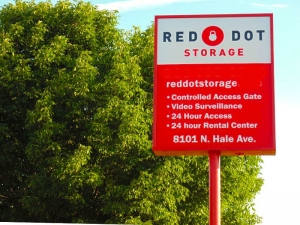 RED DOT
STORAGE
reddotstorage
• Controlled Access Gate
• Video Surveillance
• 24 Hour Access
• 24 hour Rental Center
8101 N. Hale Ave.